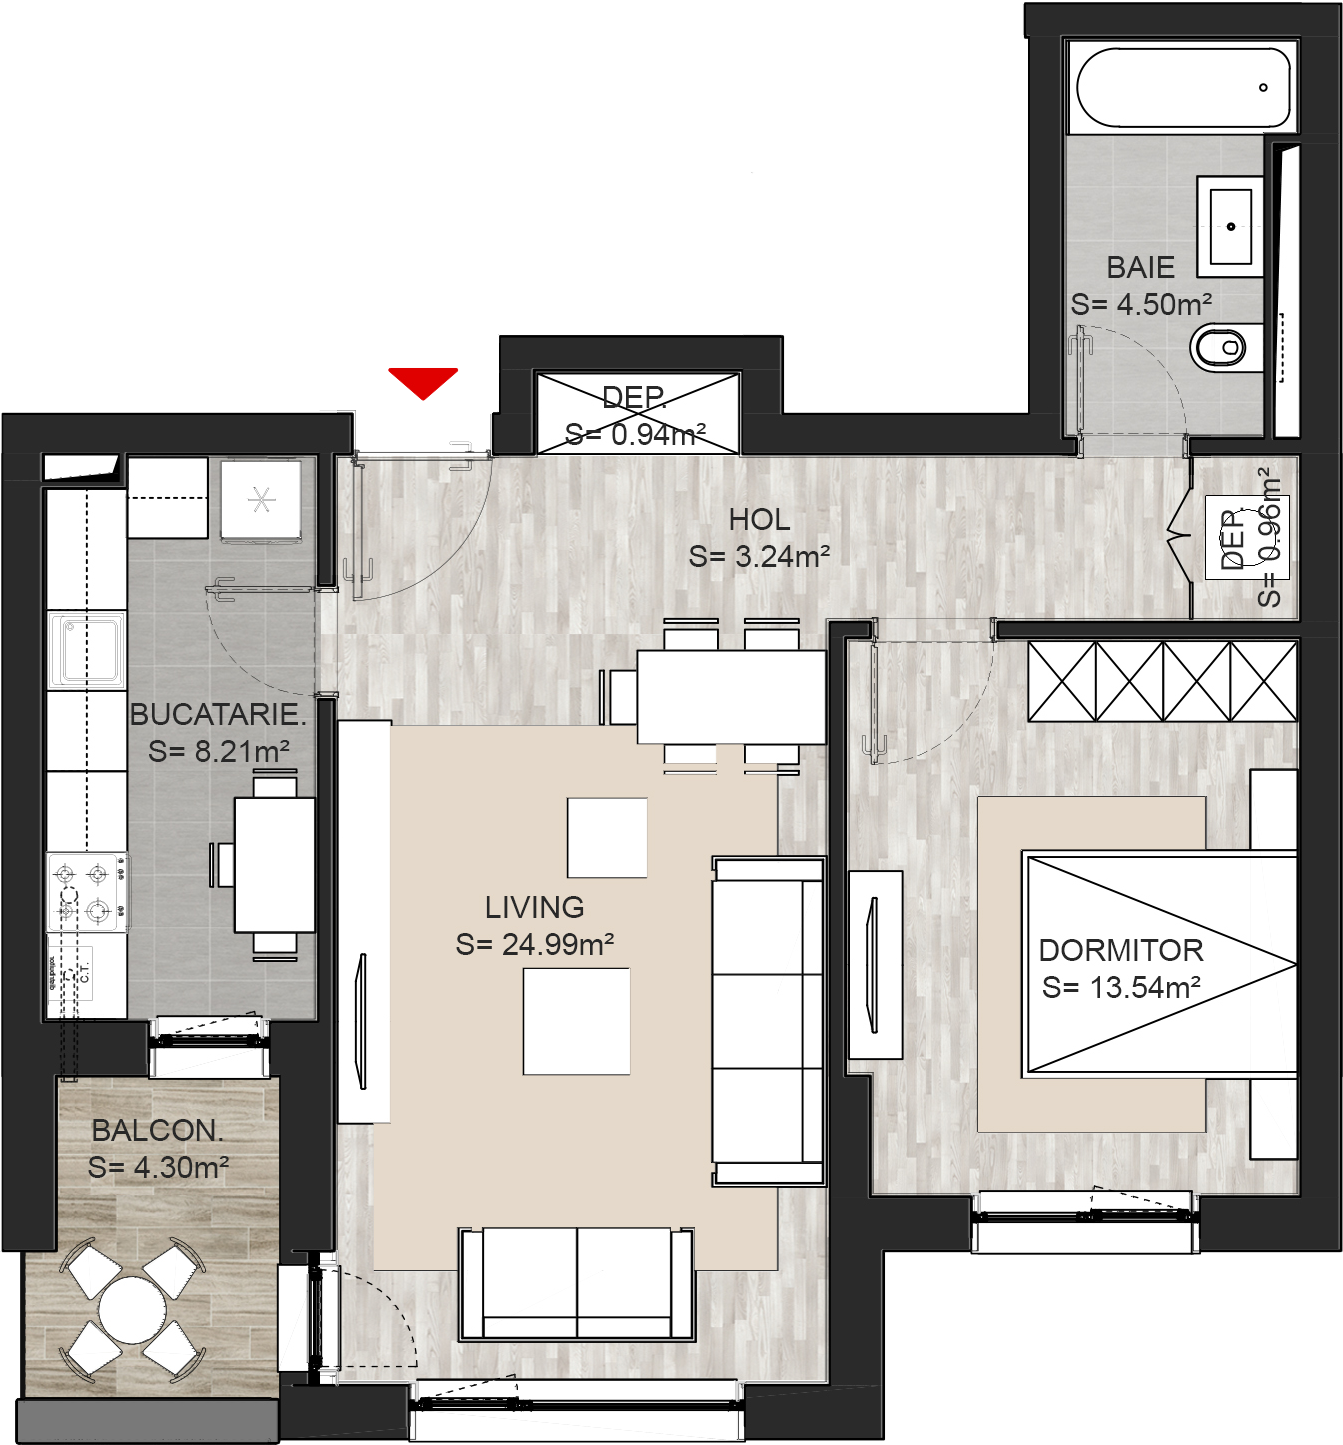 BAIE
S= 4.50m²
DEP.
S= 0.94m²
HOL
S= 3.24m²
DEP.
S= 0.96m²
BUCATARIE.
S= 8.21m²
LIVING
S= 24.99m²
DORMITOR
S= 13.54m²
C.T.
BALCON.
S= 4.30m²